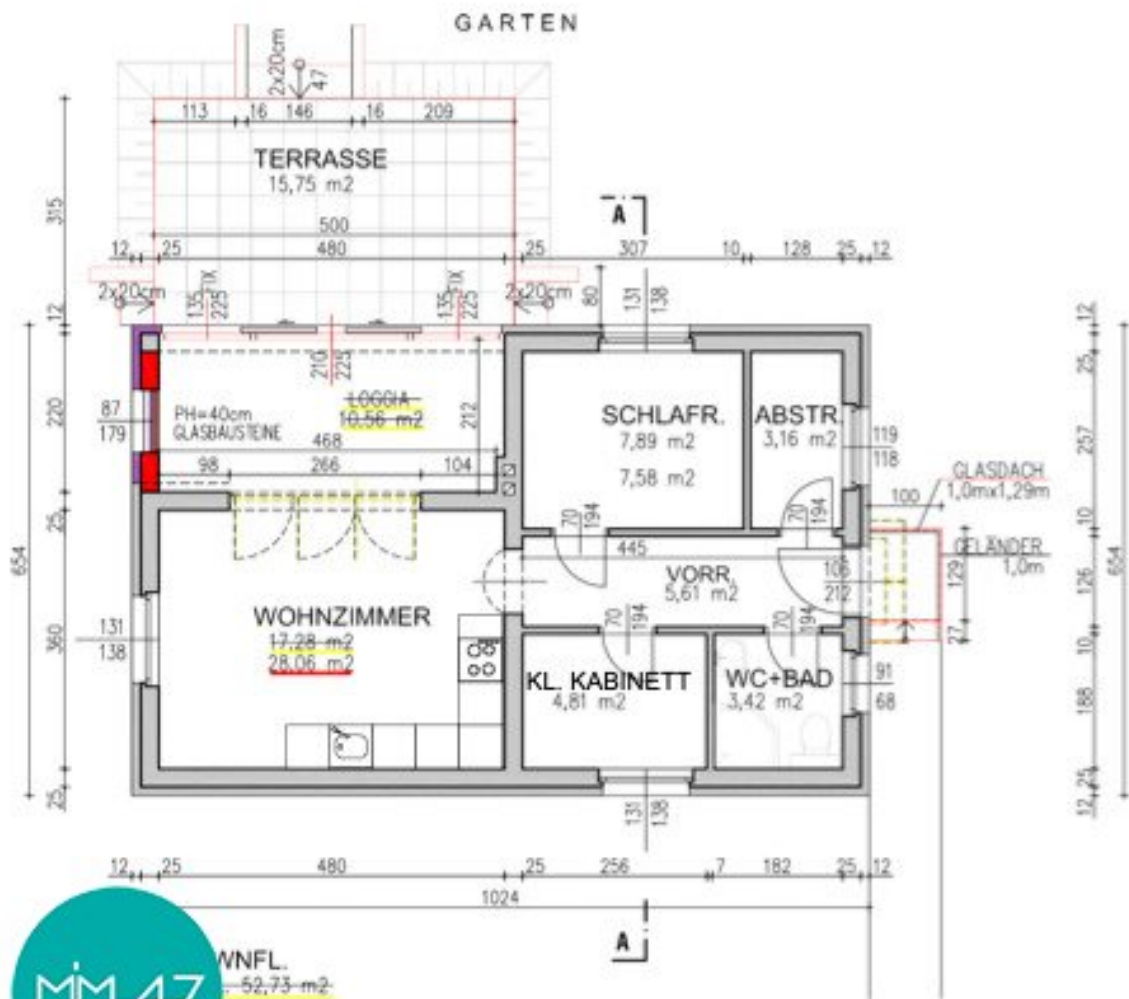 GARTEN
2x20cm
47
113 16 146 16 209
TERRASSE
15,75 m2
315
A
500
12 25 480 25 307 10 128 25 12
2x20cm
135 FIX
225
135 FIX
225
2x20cm
80
131
138
12
12
210
225
25
LOGGIA
10.56 m2
212
SCHLAFR.
7,89 m2
7,58 m2
ABSTR.
3,16 m2
220
87
179
PH=40cm
GLASBAUSTEINE
468
98 266 104
119
118
257
GLASDACH
1,0mx1,29m
100
25
70
194
70
194
10
GELÄNDER
1,0m
445
VORR.
5,61 m2
212
129
126
654
654
WOHNZIMMER
17.28 m2
28,06 m2
131
138
360
70
194
70
194
27
10
KL. KABINETT
4,81 m2
WC+BAD
3,42 m2
91
68
188
25
131
138
25
12
12 25 480 25 256 7 182 25 12
1024
A
WNFL.
52,73 m2
MiM 47